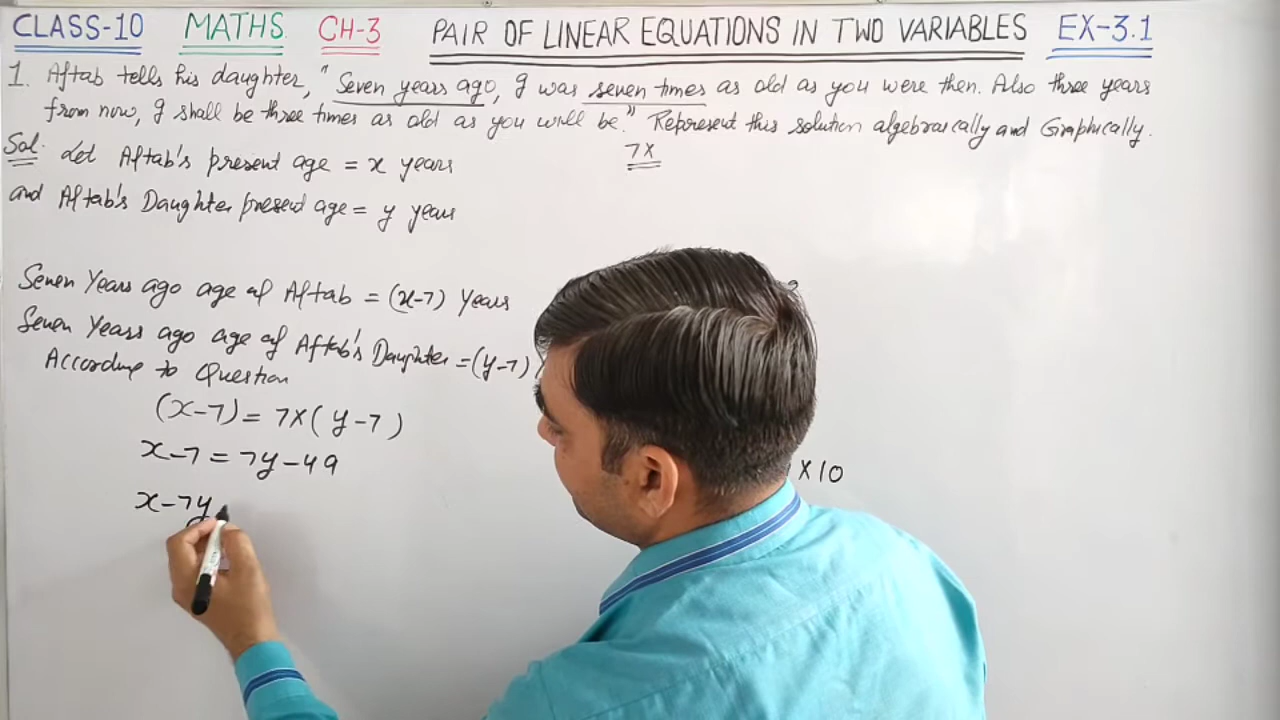 CLASS-10 MATHS CH-3 PAIR OF LINEAR EQUATIONS IN TWO VARIABLES EX-3.1
1. Aftab tells his daughter, "Seven years ago, I was seven times as old as you were then. Also three years
from now, I shall be three times as old as you will be." Represent this solution algebraically and Graphically.
Sol. Let Aftab's present age = x years
7x
and Aftab's Daughter present age = y years
Seven Years ago age of Aftab = (x-7) Years
Seven Years ago age of Aftab's Daughter = (y-7)
According to Question
(x-7) = 7×(y-7)
x-7 = 7y-49
× 10
x-7y